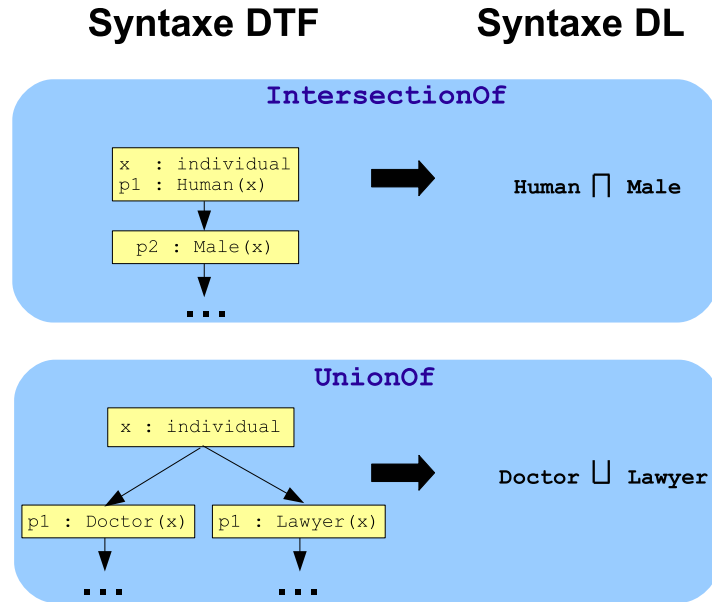 Syntaxe DTF
Syntaxe DL
IntersectionOf
x  : individual
p1 : Human(x)
p2 : Male(x)
...
Human ⊓ Male
UnionOf
x : individual
p1 : Doctor(x)
p1 : Lawyer(x)
...
...
Doctor ⊔ Lawyer